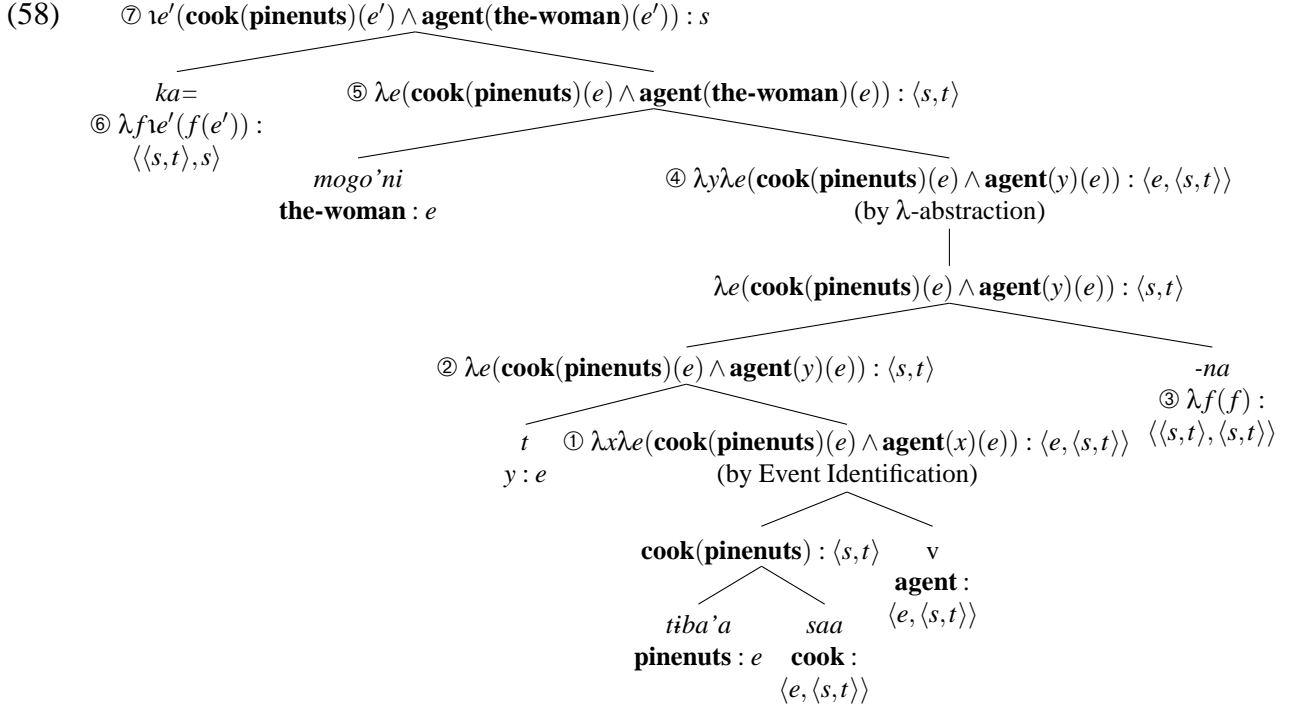 (58) ⑦ ɿe′(cook(pinenuts)(e′) ∧ agent(the-woman)(e′)) : s
ka= ⑤ λe(cook(pinenuts)(e) ∧ agent(the-woman)(e)) : ⟨s,t⟩
⑥ λfɿe′(f(e′)) :
⟨⟨s,t⟩,s⟩
mogo’ni ④ λyλe(cook(pinenuts)(e) ∧ agent(y)(e)) : ⟨e,⟨s,t⟩⟩
the-woman : e (by λ-abstraction)
λe(cook(pinenuts)(e) ∧ agent(y)(e)) : ⟨s,t⟩
② λe(cook(pinenuts)(e) ∧ agent(y)(e)) : ⟨s,t⟩ -na
③ λf(f) :
⟨⟨s,t⟩,⟨s,t⟩⟩
t ① λxλe(cook(pinenuts)(e) ∧ agent(x)(e)) : ⟨e,⟨s,t⟩⟩
y : e (by Event Identification)
cook(pinenuts) : ⟨s,t⟩ v
agent :
⟨e,⟨s,t⟩⟩
tɨba’a saa
pinenuts : e cook :
⟨e,⟨s,t⟩⟩